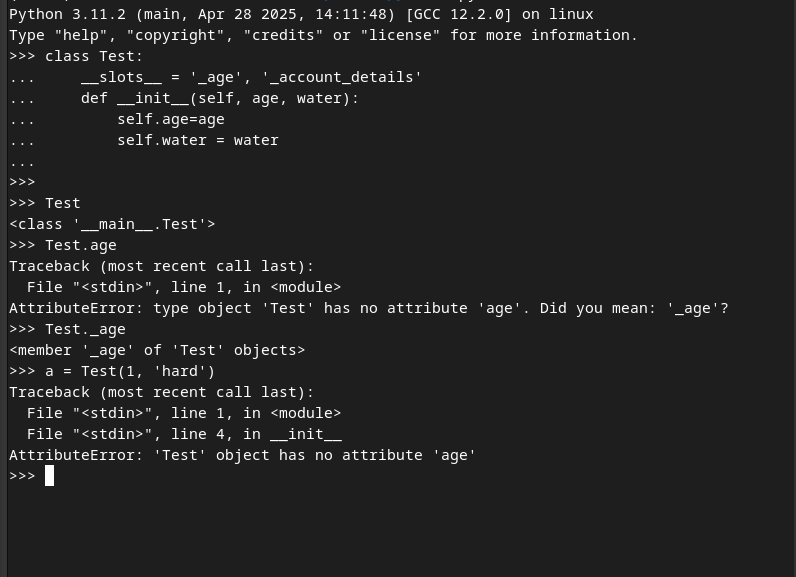 Python 3.11.2 (main, Apr 28 2025, 14:11:48) [GCC 12.2.0] on linux
Type "help", "copyright", "credits" or "license" for more information.
>>> class Test:
...     __slots__ = '_age', '_account_details'
...     def __init__(self, age, water):
...         self.age=age
...         self.water = water
...
>>>
>>> Test
<class '__main__.Test'>
>>> Test.age
Traceback (most recent call last):
  File "<stdin>", line 1, in <module>
AttributeError: type object 'Test' has no attribute 'age'. Did you mean: '_age'?
>>> Test._age
<member '_age' of 'Test' objects>
>>> a = Test(1, 'hard')
Traceback (most recent call last):
  File "<stdin>", line 1, in <module>
  File "<stdin>", line 4, in __init__
AttributeError: 'Test' object has no attribute 'age'
>>>